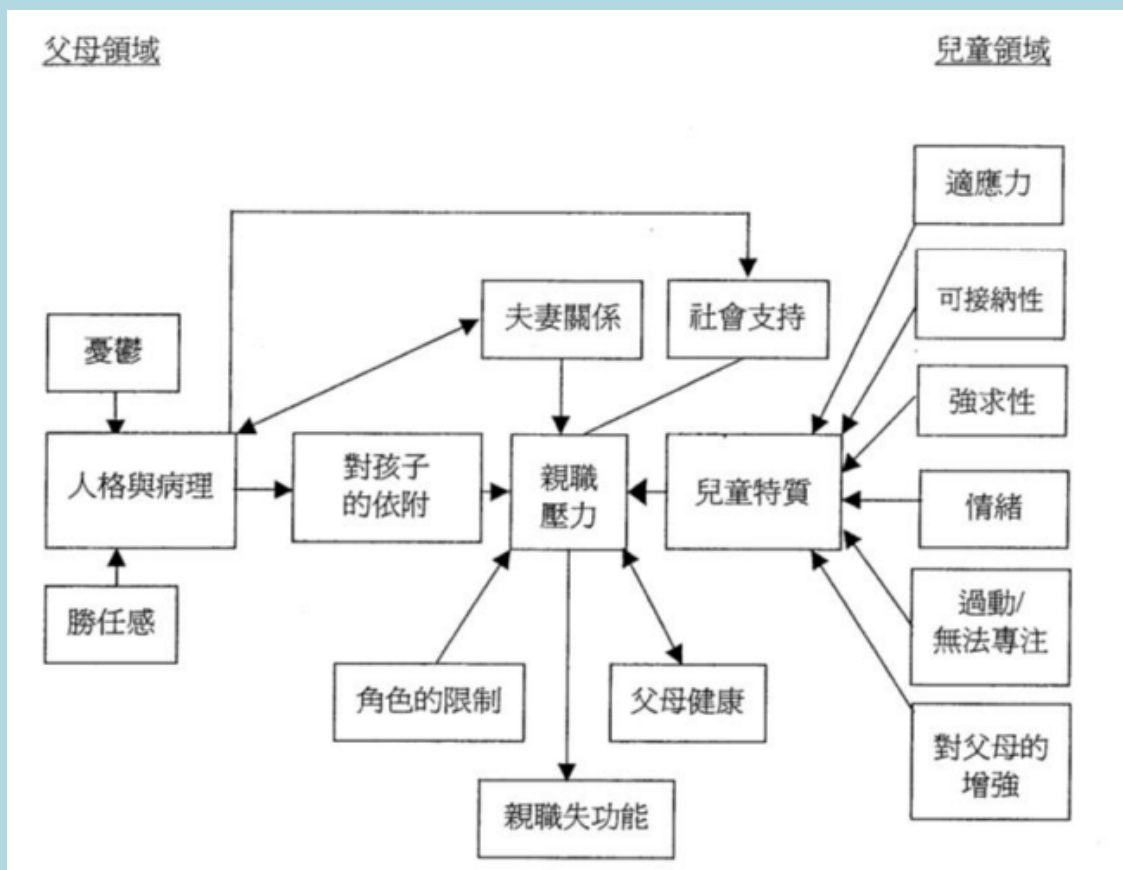 父母領域
兒童領域
適應力
可接納性
夫妻關係
社會支持
憂鬱
強求性
人格與病理
對孩子
的依附
親職
壓力
兒童特質
情緒
勝任感
過動/
無法專注
角色的限制
父母健康
對父母的
增強
親職失功能